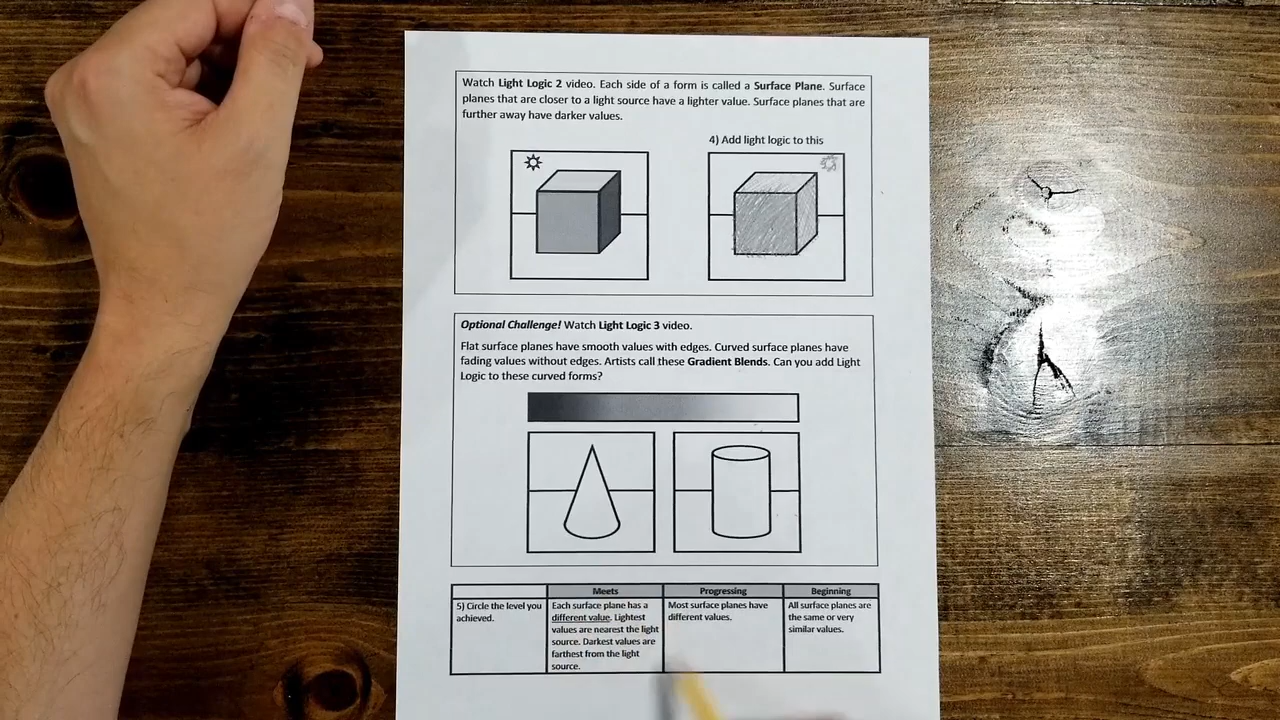 Watch Light Logic 2 video. Each side of a form is called a Surface Plane. Surface
planes that are closer to a light source have a lighter value. Surface planes that are
further away have darker values.
4) Add light logic to this
Optional Challenge! Watch Light Logic 3 video.
Flat surface planes have smooth values with edges. Curved surface planes have
fading values without edges. Artists call these Gradient Blends. Can you add Light
Logic to these curved forms?
Meets Progressing Beginning
5) Circle the level you
achieved.
Each surface plane has a
different value. Lightest
values are nearest the light
source. Darkest values are
farthest from the light
source.
Most surface planes have
different values.
All surface planes are
the same or very
similar values.